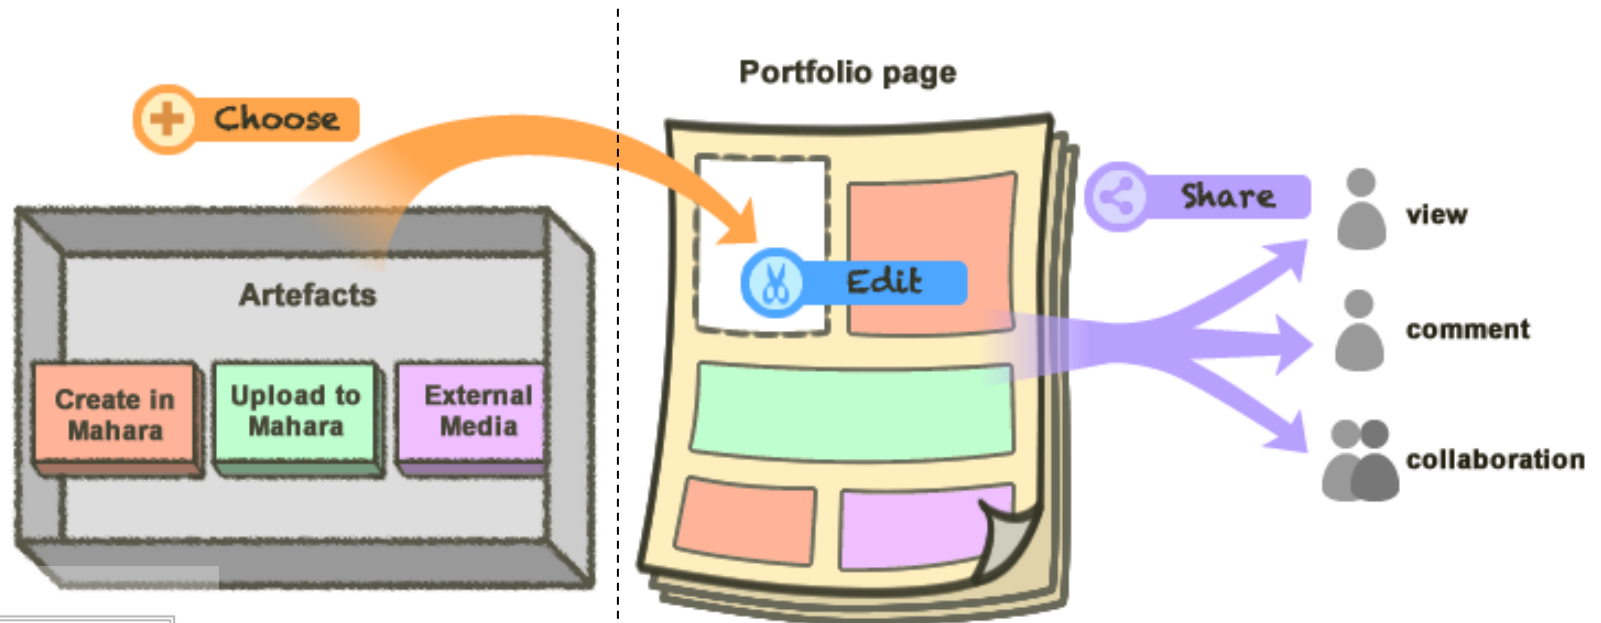 Choose
Artefacts
Create in
Mahara
Upload to
Mahara
External
Media
Portfolio page
Edit
Share
view
comment
collaboration